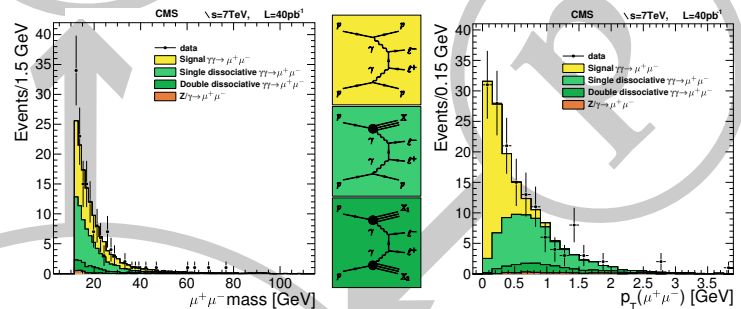 CMS \s=7TeV, L=40pb-1
Events/1.5 GeV
40
35
30
25
20
15
10
5
0
data
Signal γγ→μ+μ−
Single dissociative γγ→μ+μ−
Double dissociative γγ→μ+μ−
Z/γ→μ+μ−
20 40 60 80 100
μ+μ− mass [GeV]
p p
γ ℓ−
γ ℓ+
p p
p X
γ ℓ−
γ ℓ+
p p
p X₁
γ ℓ−
γ ℓ+
p X₂
CMS \s=7TeV, L=40pb-1
Events/0.15 GeV
40
35
30
25
20
15
10
5
0
data
Signal γγ→μ+μ−
Single dissociative γγ→μ+μ−
Double dissociative γγ→μ+μ−
Z/γ→μ+μ−
0 0.5 1 1.5 2 2.5 3 3.5
pT(μ+μ−) [GeV]
p